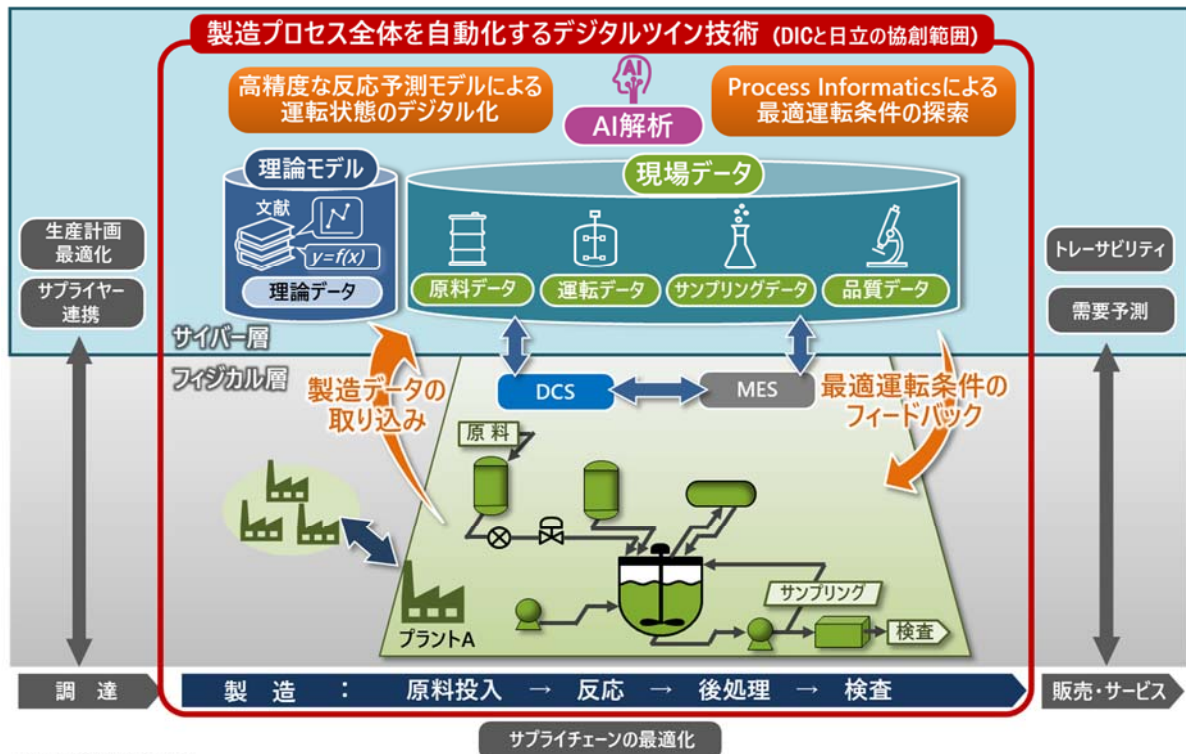 製造プロセス全体を自動化するデジタルツイン技術 (DICと日立の協創範囲)
高精度な反応予測モデルによる
運転状態のデジタル化
AI
AI解析
Process Informaticsによる
最適運転条件の探索
理論モデル
文献
y=f(x)
理論データ
現場データ
原料データ
運転データ
サンプリングデータ
品質データ
生産計画
最適化
サプライヤー
連携
トレーサビリティ
需要予測
サイバー層
フィジカル層
製造データの
取り込み
DCS
MES
最適運転条件の
フィードバック
原料
プラントA
サンプリング
検査
調 達
製 造 : 原料投入 → 反応 → 後処理 → 検査
販売・サービス
サプライチェーンの最適化